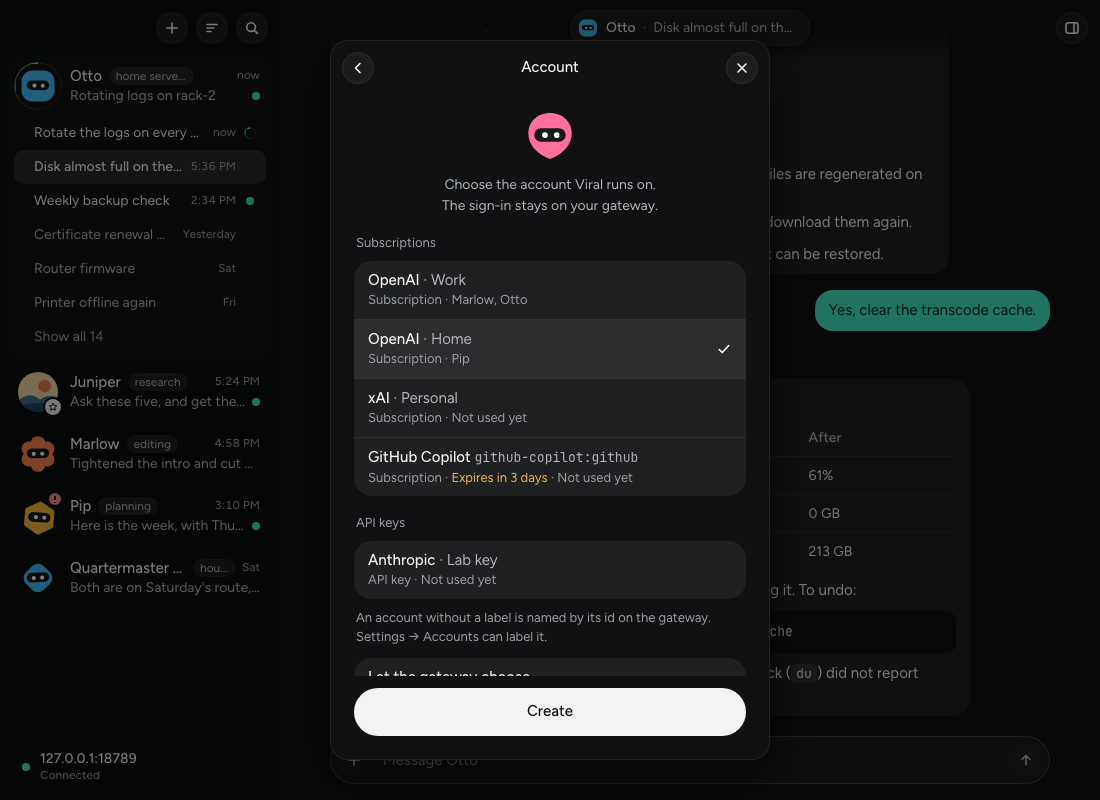 Otto · Disk almost full on th...
Otto home serve... now
Rotating logs on rack-2
Rotate the logs on every ... now
Disk almost full on the... 5:36 PM
Weekly backup check 2:34 PM
Certificate renewal ... Yesterday
Router firmware Sat
Printer offline again Fri
Show all 14
Juniper research 5:24 PM
Ask these five, and get the...
Marlow editing 4:58 PM
Tightened the intro and cut ...
Pip planning 3:10 PM
Here is the week, with Thu...
Quartermaster ... hou... Sat
Both are on Saturday's route,...
127.0.0.1:18789
Connected
Account
Choose the account Viral runs on.
The sign-in stays on your gateway.
Subscriptions
OpenAI · Work
Subscription · Marlow, Otto
OpenAI · Home
Subscription · Pip
xAI · Personal
Subscription · Not used yet
GitHub Copilot github-copilot:github
Subscription · Expires in 3 days · Not used yet
API keys
Anthropic · Lab key
API key · Not used yet
An account without a label is named by its id on the gateway.
Settings → Accounts can label it.
Let the gateway choose
Create
iles are regenerated on
download them again.
can be restored.
Yes, clear the transcode cache.
After
61%
0 GB
213 GB
g it. To undo:
che
ck ( du ) did not report
Message Otto